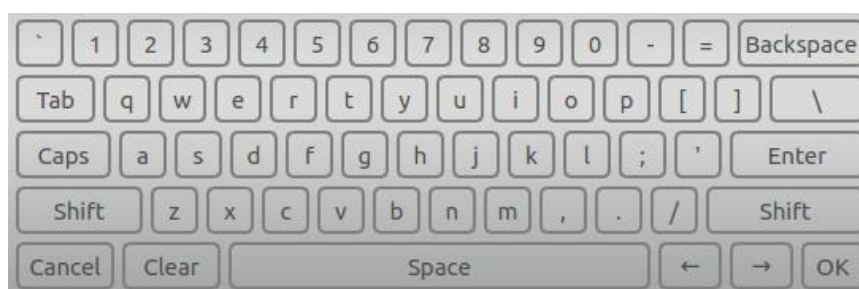 ` 1 2 3 4 5 6 7 8 9 0 - = Backspace
Tab q w e r t y u i o p [ ] \
Caps a s d f g h j k l ; ' Enter
Shift z x c v b n m , . / Shift
Cancel Clear Space ← → OK